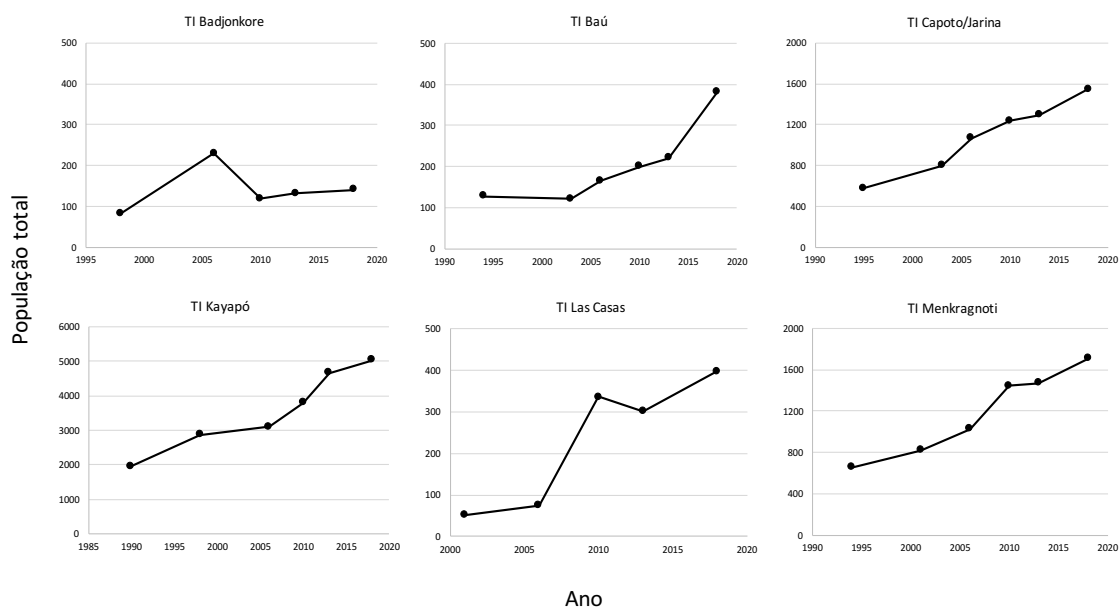 TI Badjonkore
500
400
300
200
100
0
1995 2000 2005 2010 2015 2020
TI Baú
500
400
300
200
100
0
1990 1995 2000 2005 2010 2015 2020
TI Capoto/Jarina
2000
1600
1200
800
400
0
1990 1995 2000 2005 2010 2015 2020
População total
TI Kayapó
6000
5000
4000
3000
2000
1000
0
1985 1990 1995 2000 2005 2010 2015 2020
TI Las Casas
500
400
300
200
100
0
2000 2005 2010 2015 2020
TI Menkragnoti
2000
1600
1200
800
400
0
1990 1995 2000 2005 2010 2015 2020
Ano